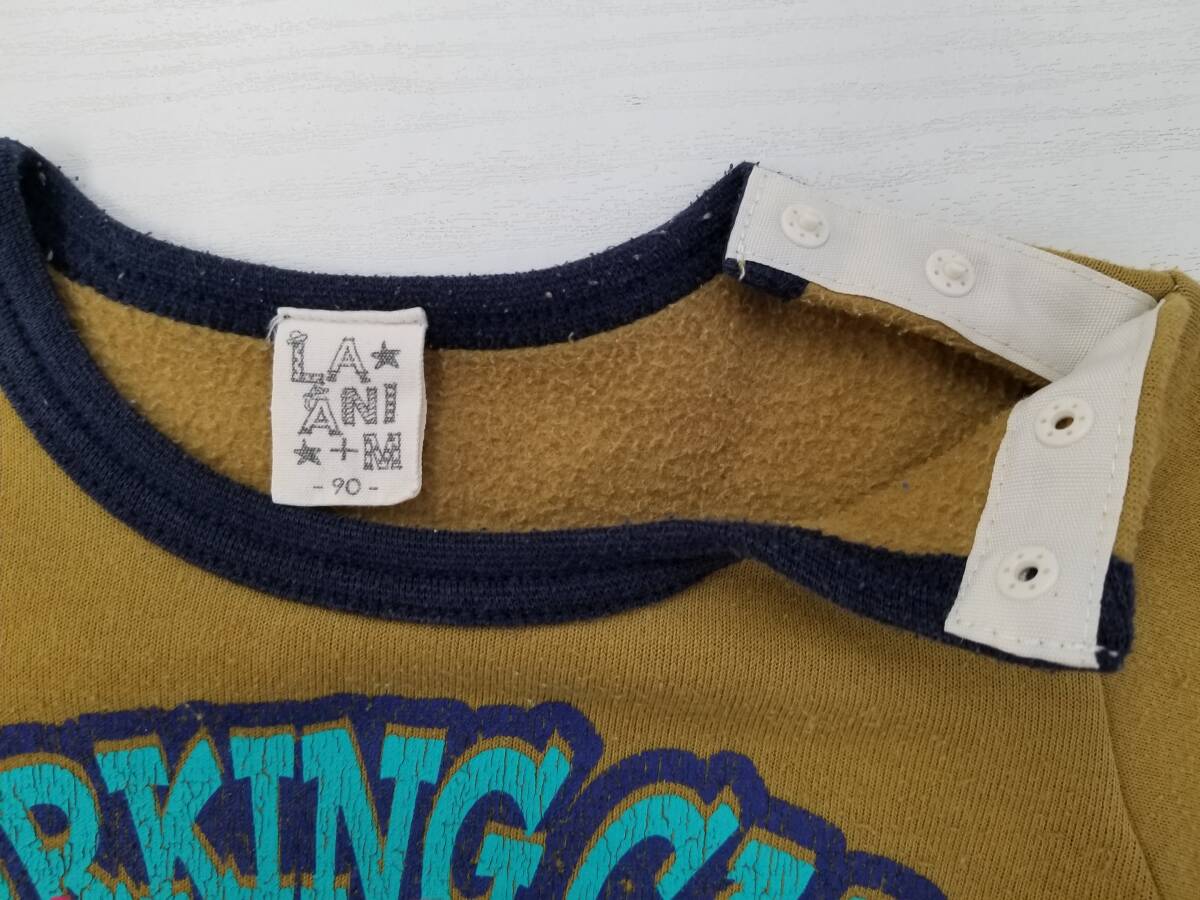 LA★
ANI
★+M
-90-
RKING